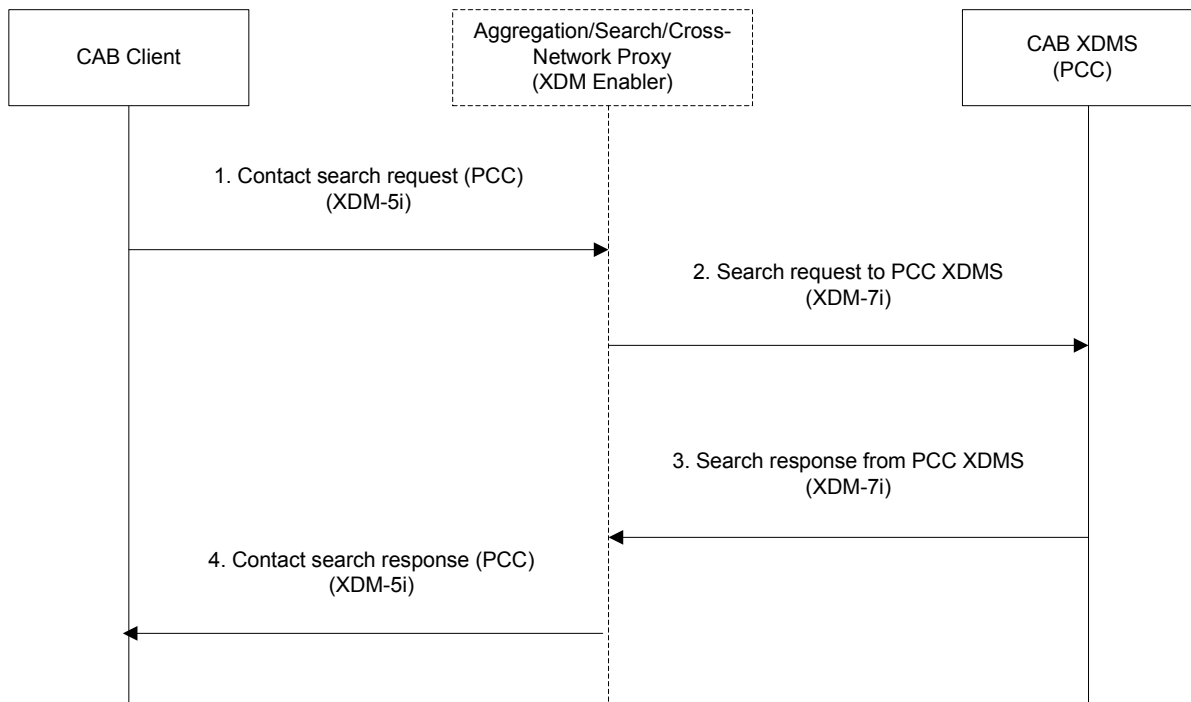 CAB Client
Aggregation/Search/Cross-
Network Proxy
(XDM Enabler)
CAB XDMS
(PCC)
1. Contact search request (PCC)
(XDM-5i)
2. Search request to PCC XDMS
(XDM-7i)
3. Search response from PCC XDMS
(XDM-7i)
4. Contact search response (PCC)
(XDM-5i)